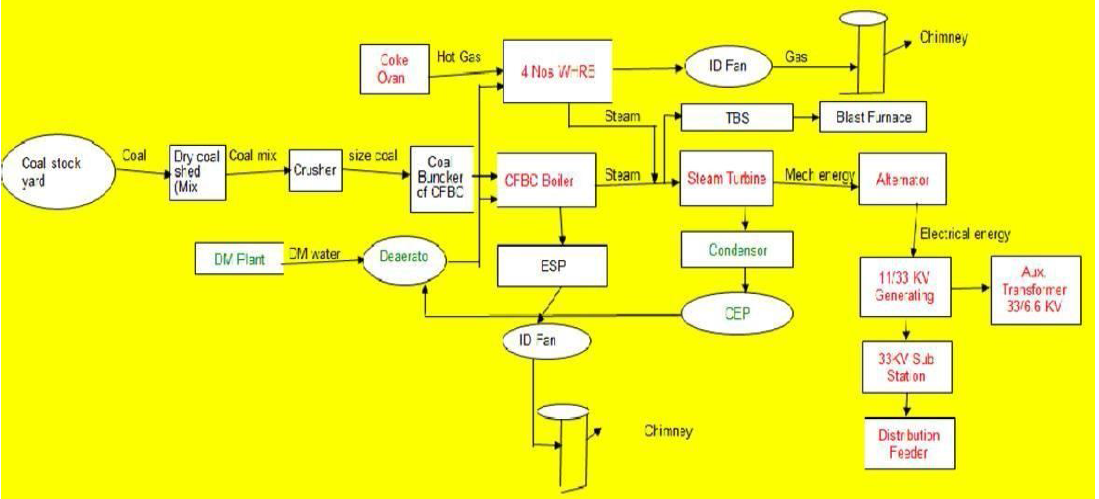 Coke
Ovan
Hot Gas
4 Nos WHRB
ID Fan
Gas
Chimney
Steam
TBS
Blast Furnace
Coal stock
yard
Coal
Dry coal
shed
(Mix
Coal mix
Crusher
size coal
Coal
Buncker
of CFBC
CFBC Boiler
Steam
Steam Turbine
Mech energy
Alternator
DM Plant
DM water
Deaerato
ESP
Condensor
Electrical energy
11/33 KV
Generating
Aux.
Transformer
33/6.6 KV
CEP
ID Fan
33KV Sub
Station
Chimney
Distribution
Feeder